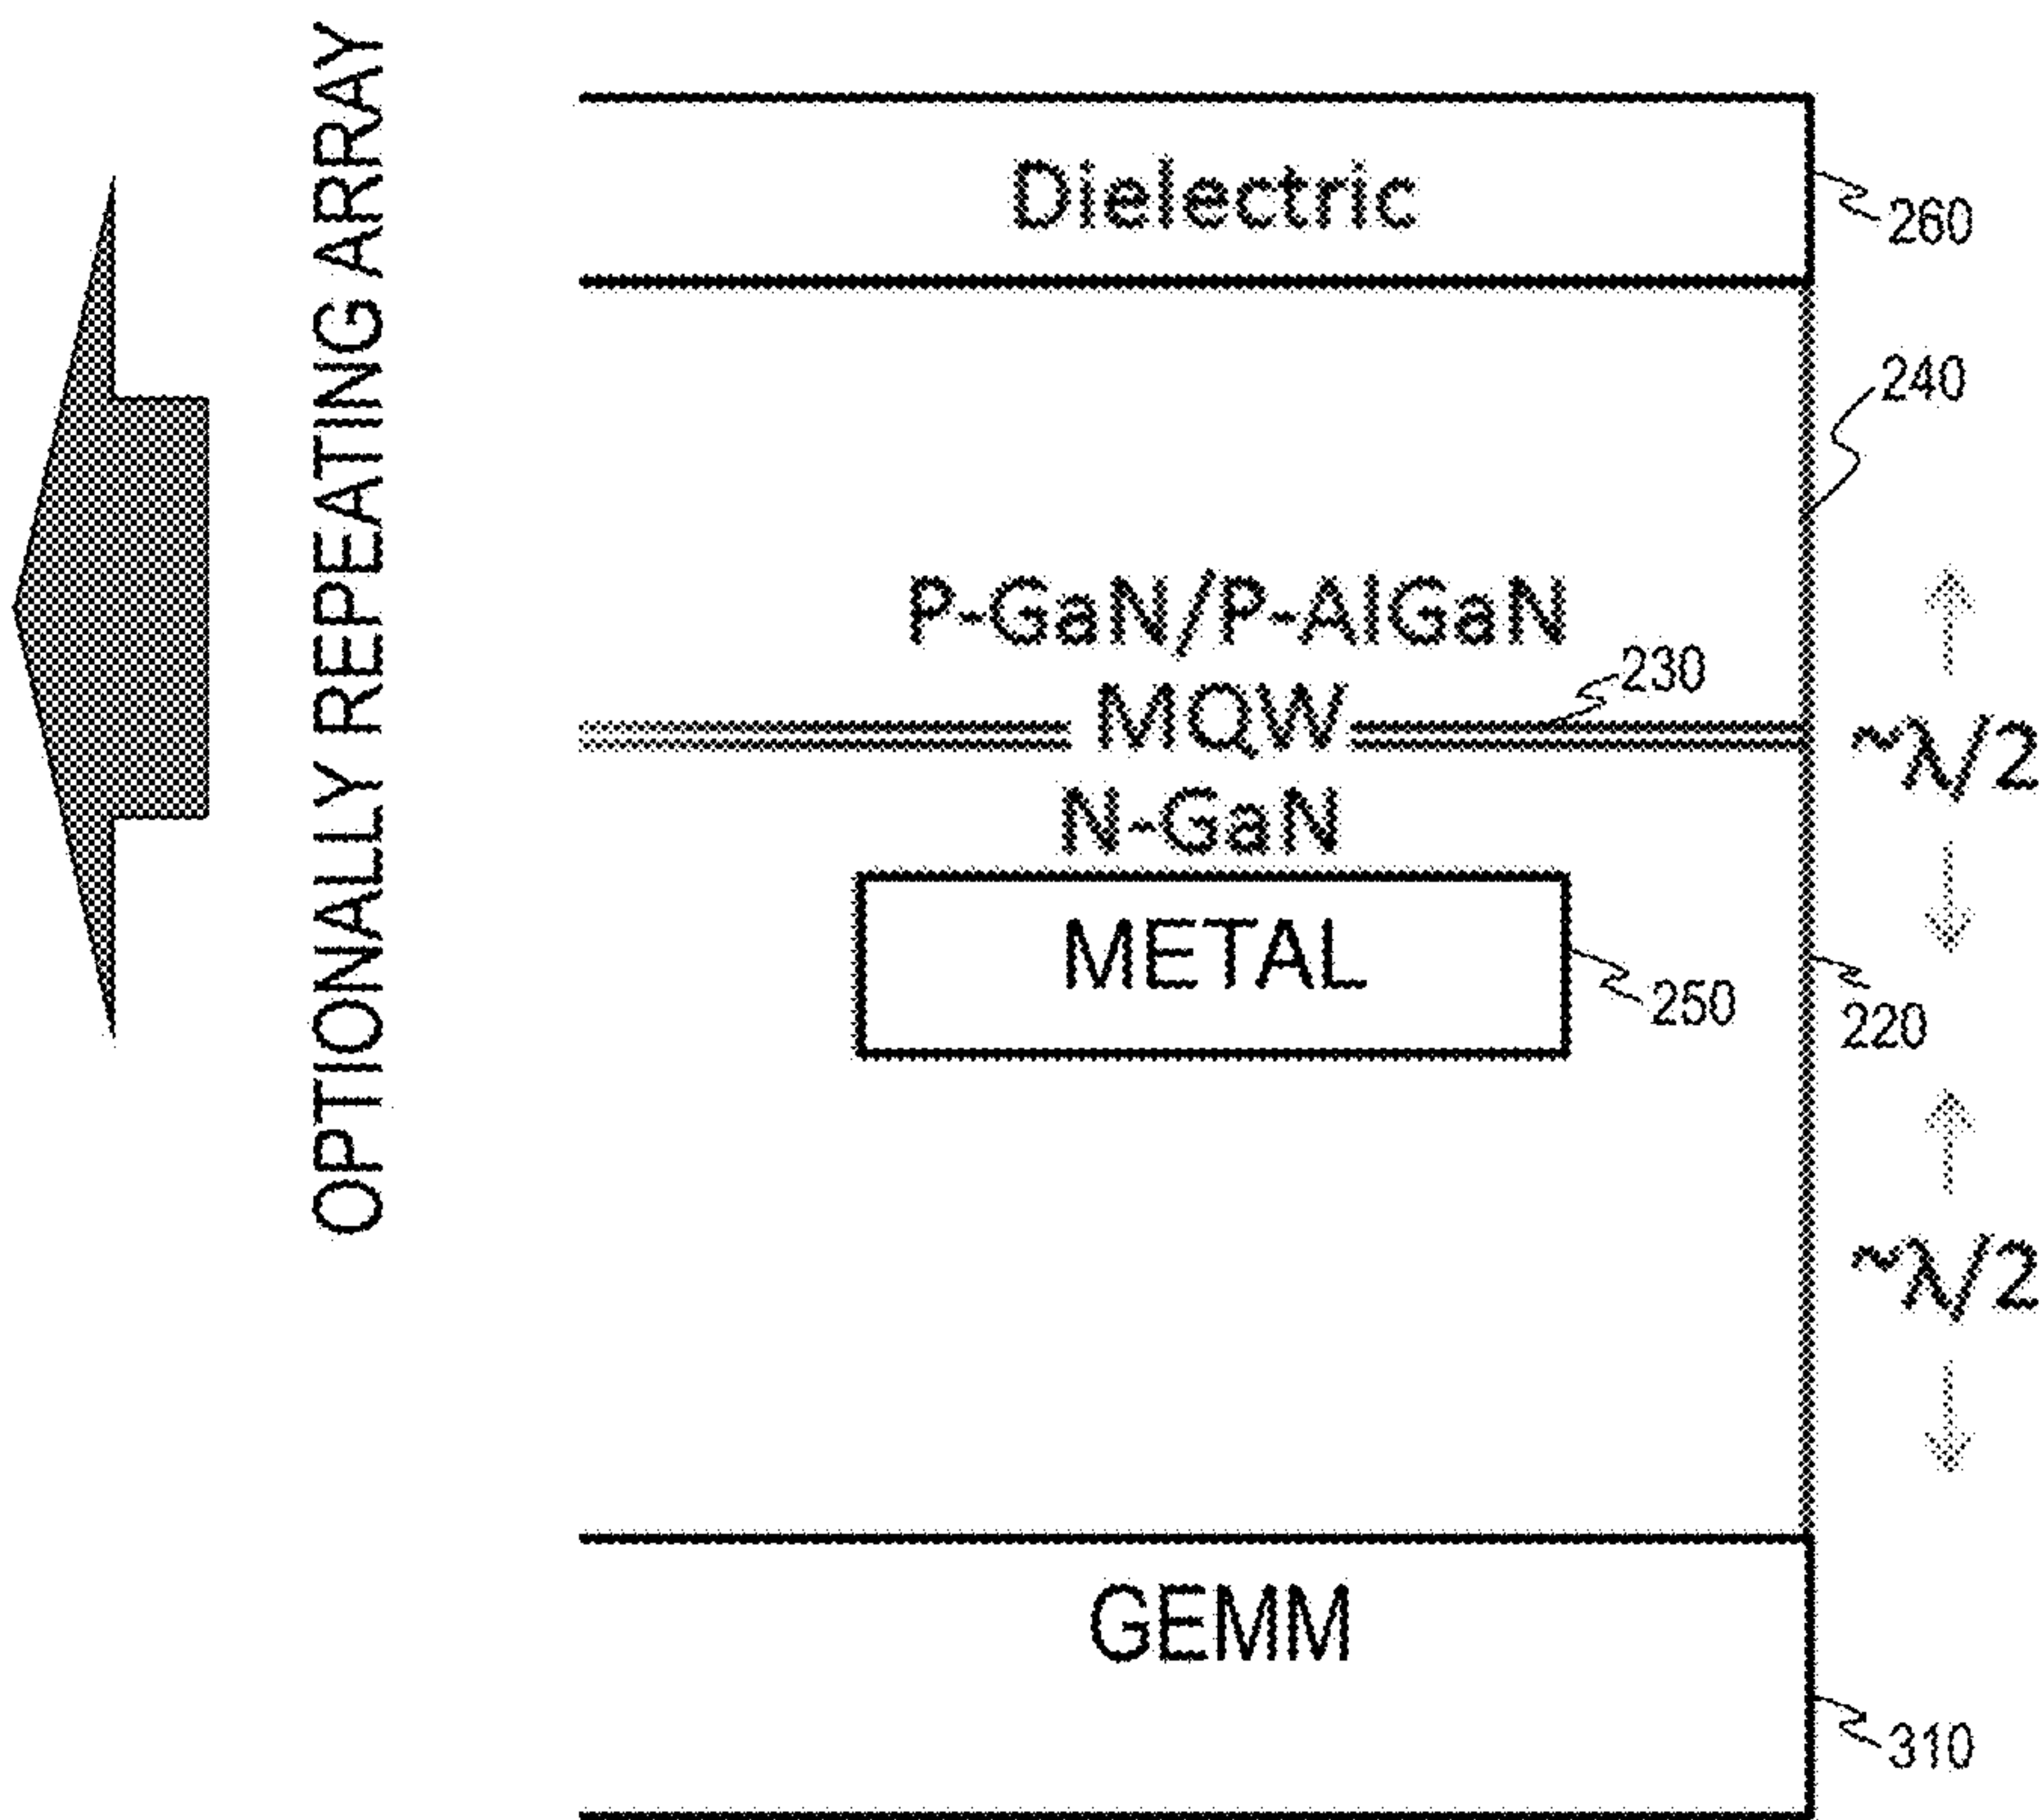 OPTIONALLY REPEATING ARRAY
Dielectric
260
240
P-GaN/P-AlGaN
230
MQW
~λ/2
N-GaN
METAL
250
220
~λ/2
GEMM
310